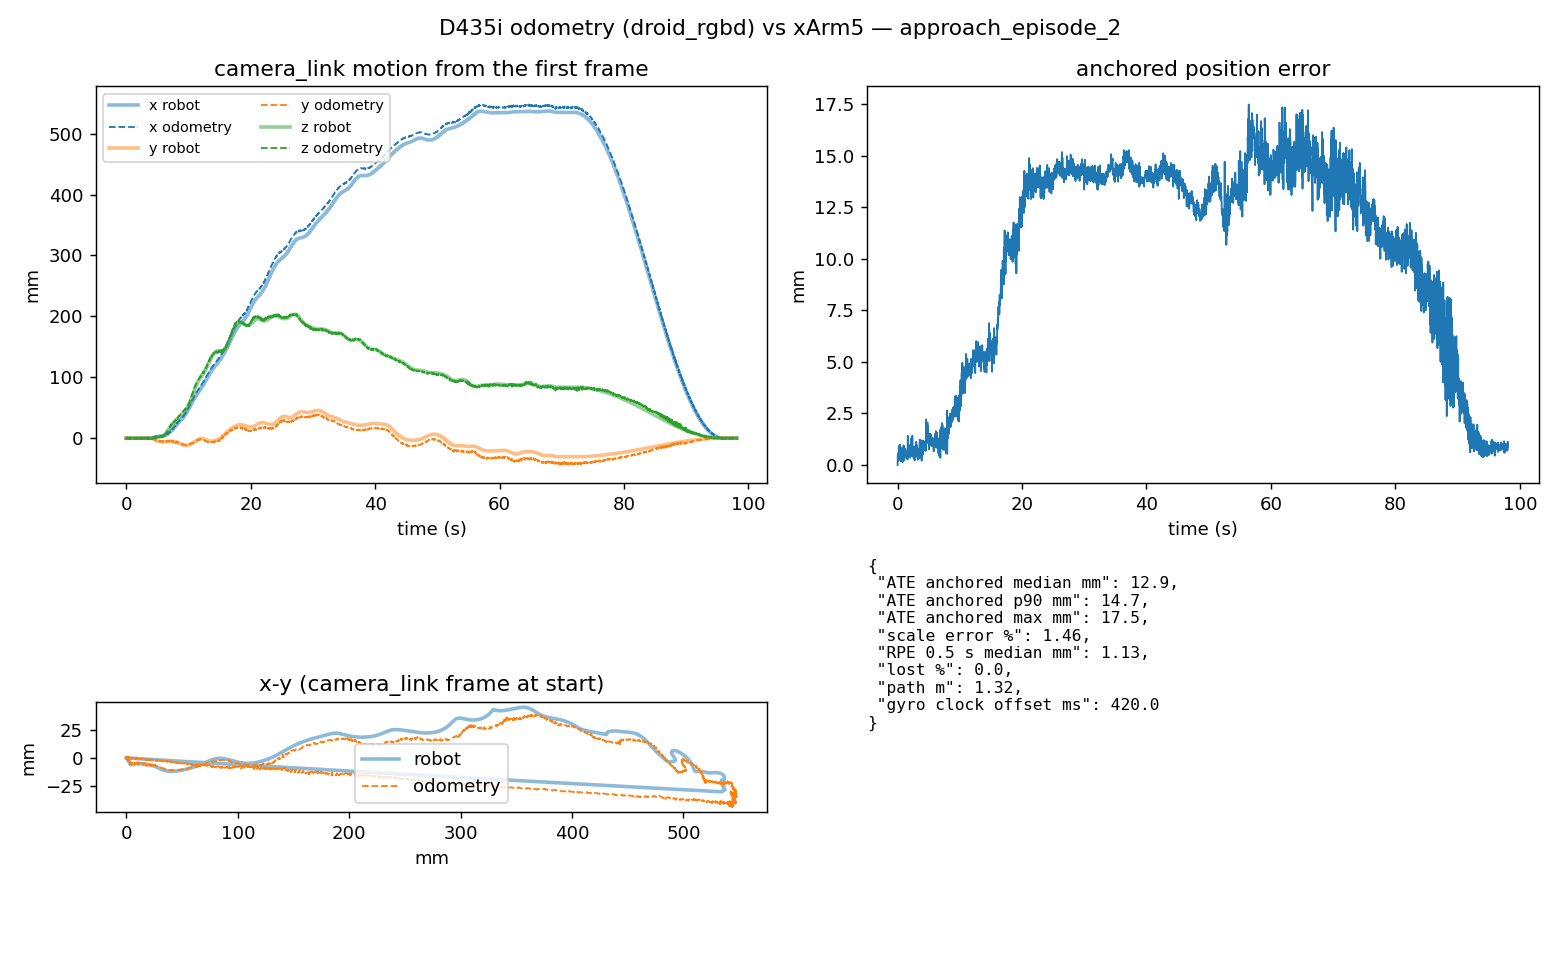 D435i odometry (droid_rgbd) vs xArm5 — approach_episode_2
camera_link motion from the first frame
x robot
x odometry
y robot
y odometry
z robot
z odometry
mm
500
400
300
200
100
0
0 20 40 60 80 100
time (s)
anchored position error
mm
17.5
15.0
12.5
10.0
7.5
5.0
2.5
0.0
0 20 40 60 80 100
time (s)
x-y (camera_link frame at start)
mm
25
0
−25
robot
odometry
0 100 200 300 400 500
mm
{
"ATE anchored median mm": 12.9,
"ATE anchored p90 mm": 14.7,
"ATE anchored max mm": 17.5,
"scale error %": 1.46,
"RPE 0.5 s median mm": 1.13,
"lost %": 0.0,
"path m": 1.32,
"gyro clock offset ms": 420.0
}